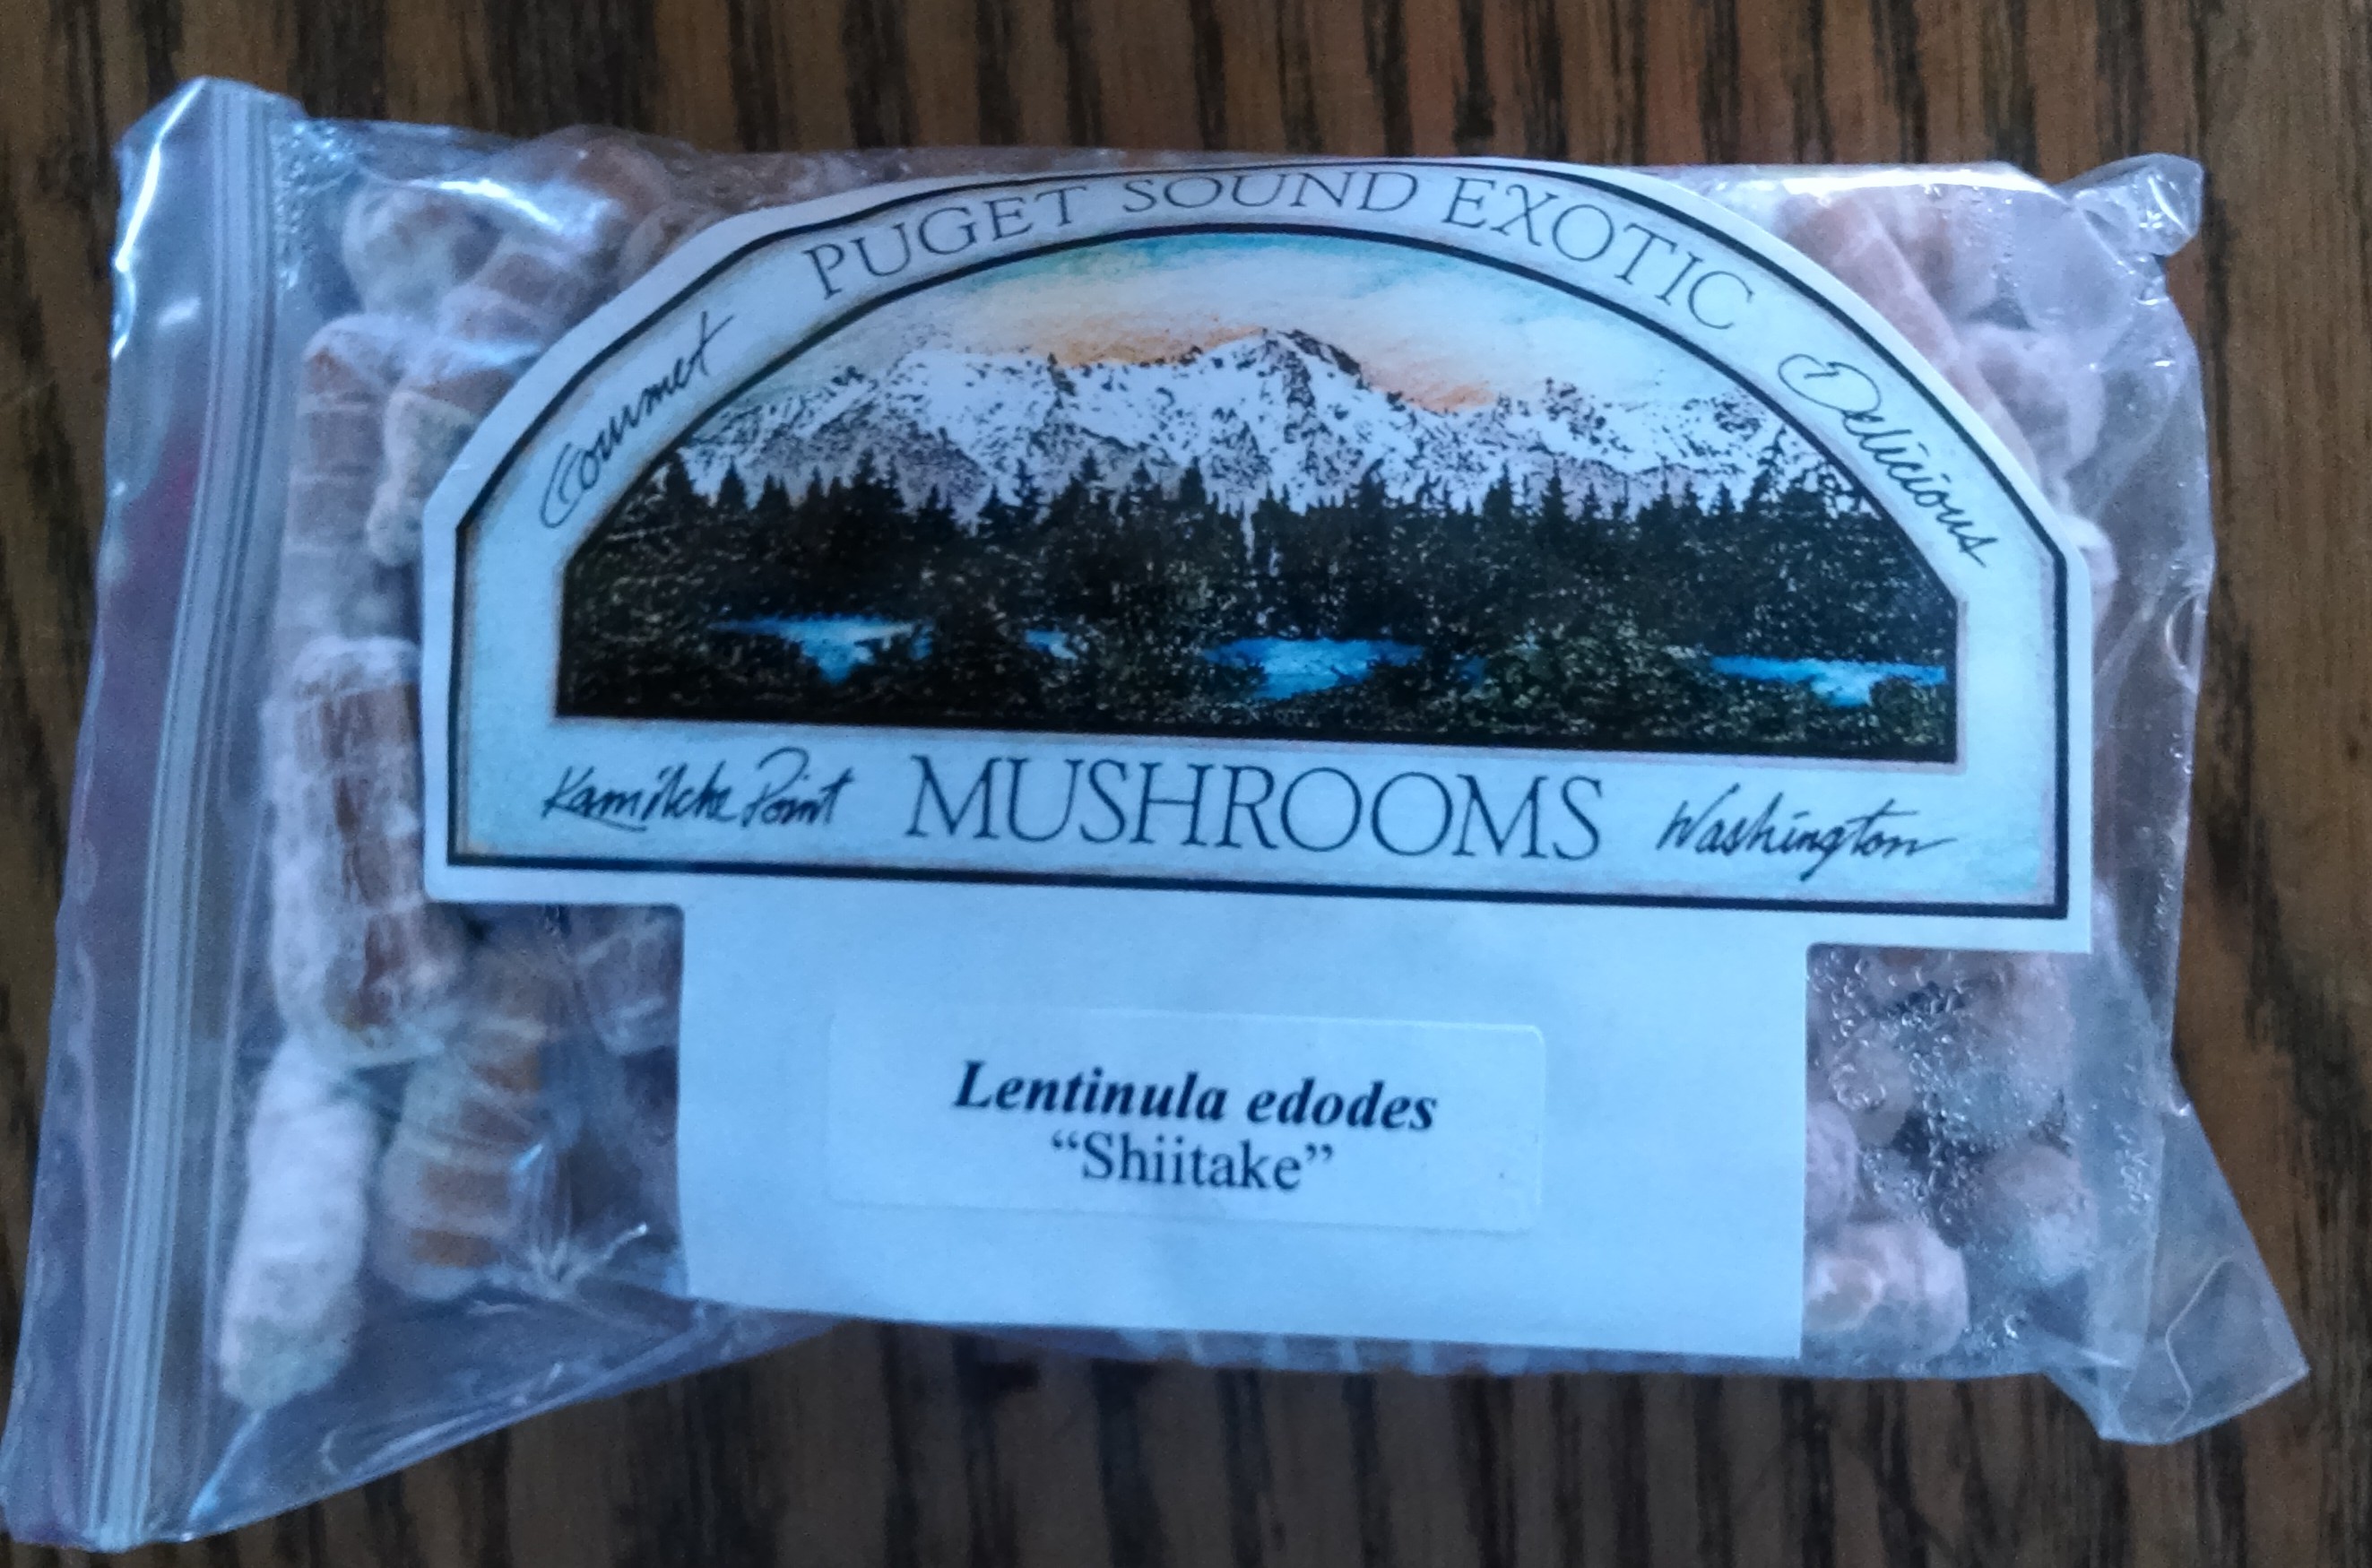 PUGET SOUND EXOTIC
Gourmet
Delicious
Kamilche Point
MUSHROOMS
Washington
Lentinula edodes
“Shiitake”